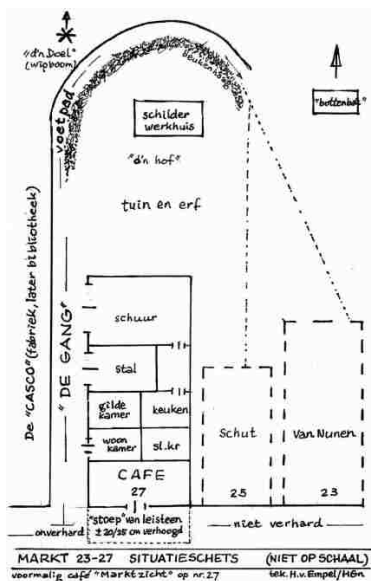 "d'n Doel"
(wipboom)
voetpad
beukenhaag
schilder
werkhuis
"bottenbak"
"d'n hof"
tuin en erf
De "CASCO" (fabriek, later bibliotheek)
"DE GANG"
schuur
stal
gilde
kamer
keuken
woon
kamer
sl.kr
CAFE
27
Schut
25
Van Nunen
23
onverhard
"stoep" van leisteen
± 20/25 cm verhoogd
niet verhard
MARKT 23-27 SITUATIESCHETS (NIET OP SCHAAL)
voormalig café "Marktzicht" op nr. 27 tek. H.v.Empel/HGn